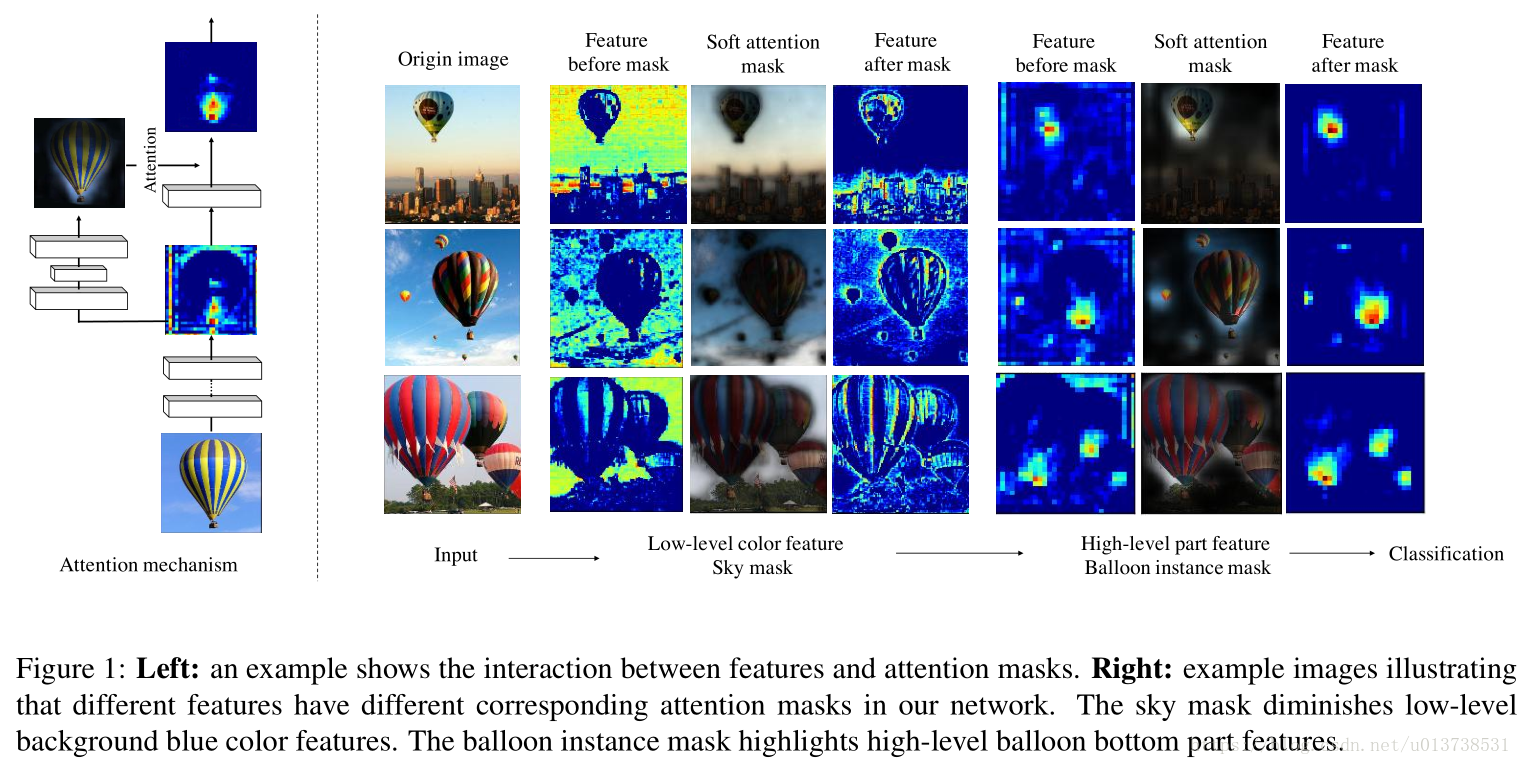 Origin image
Feature
before mask
Soft attention
mask
Feature
after mask
Feature
before mask
Soft attention
mask
Feature
after mask
Attention
Attention mechanism
Input
Low-level color feature
Sky mask
High-level part feature
Balloon instance mask
Classification
Figure 1: Left: an example shows the interaction between features and attention masks. Right: example images illustrating
that different features have different corresponding attention masks in our network. The sky mask diminishes low-level
background blue color features. The balloon instance mask highlights high-level balloon bottom part features.
dn.net/u013738531